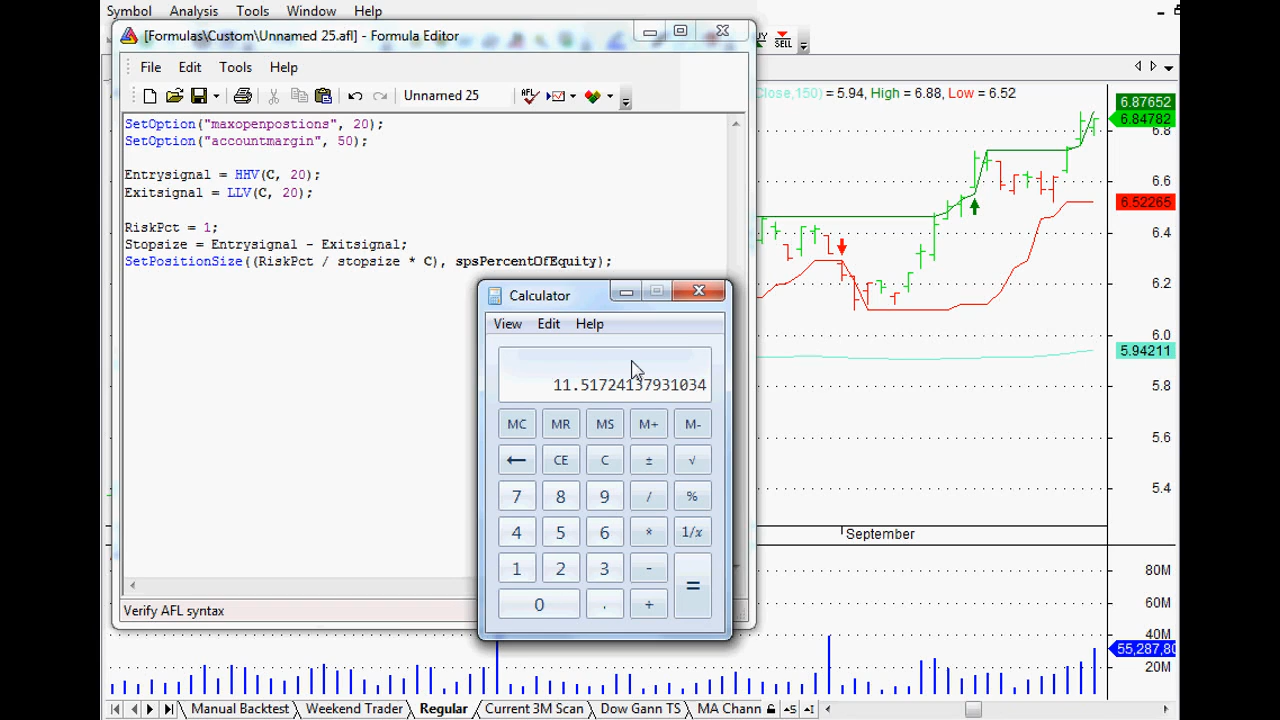 Symbol Analysis Tools Window Help
[Formulas\Custom\Unnamed 25.afl] - Formula Editor
File Edit Tools Help
Unnamed 25
SetOption("maxopenpostions", 20);
SetOption("accountmargin", 50);
Entrysignal = HHV(C, 20);
Exitsignal = LLV(C, 20);
RiskPct = 1;
Stopsize = Entrysignal - Exitsignal;
SetPositionSize((RiskPct / stopsize * C), spsPercentOfEquity);
Verify AFL syntax
Calculator
View Edit Help
11.51724137931034
MC MR MS M+ M-
← CE C ± √
7 8 9 / %
4 5 6 * 1/x
1 2 3 - =
0 . +
SELL
Close,150) = 5.94, High = 6.88, Low = 6.52
6.87652
6.84782
6.8
6.6
6.52265
6.4
6.2
6.0
5.94211
5.8
5.6
5.4
September
80M
60M
40M
55,287,80
20M
Manual Backtest Weekend Trader Regular Current 3M Scan Dow Gann TS MA Chann